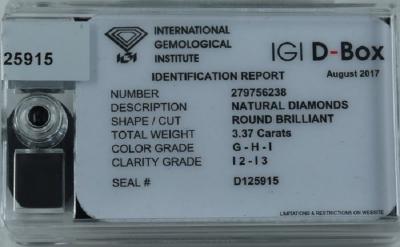 25915
INTERNATIONAL
GEMOLOGICAL
INSTITUTE
IGI
IGI D-Box
August 2017
IDENTIFICATION REPORT
NUMBER 279756238
DESCRIPTION NATURAL DIAMONDS
SHAPE / CUT ROUND BRILLIANT
TOTAL WEIGHT 3.37 Carats
COLOR GRADE G - H - I
CLARITY GRADE I 2 - I 3
SEAL # D125915
LIMITATIONS & RESTRICTIONS ON WEBSITE